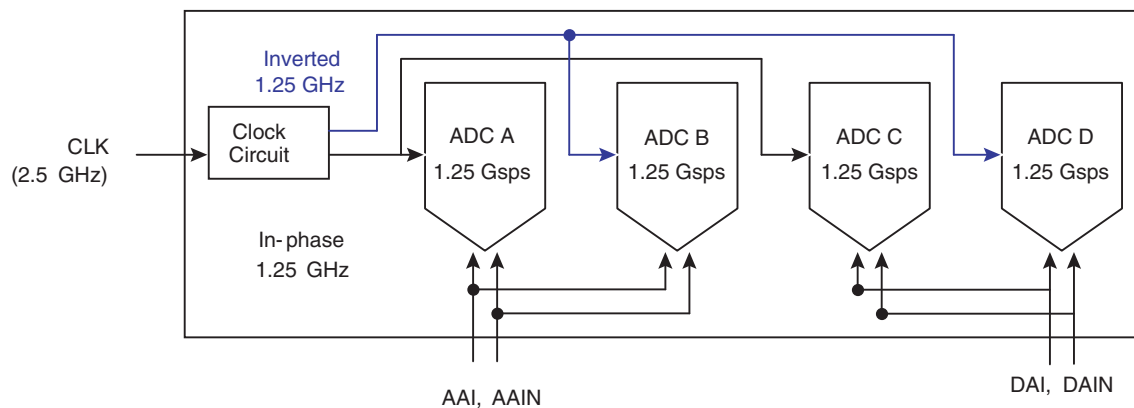 Inverted
1.25 GHz
CLK
(2.5 GHz)
Clock
Circuit
ADC A
1.25 Gsps
ADC B
1.25 Gsps
ADC C
1.25 Gsps
ADC D
1.25 Gsps
In-phase
1.25 GHz
AAI, AAIN
DAI, DAIN